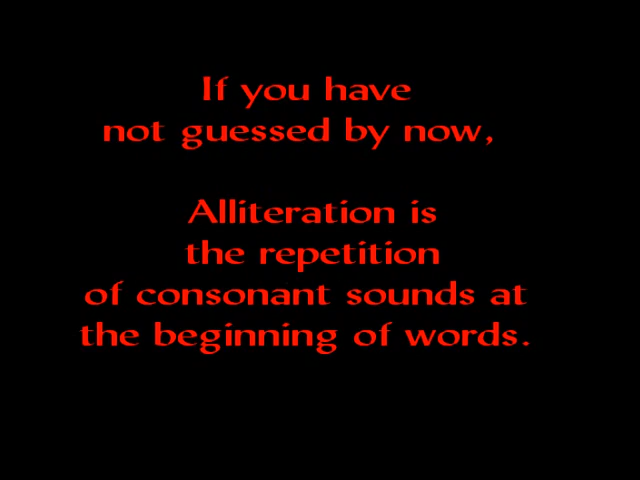 If you have
not guessed by now,
Alliteration is
the repetition
of consonant sounds at
the beginning of words.